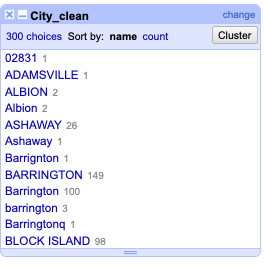 City_clean change
300 choices Sort by: name count Cluster
02831 1
ADAMSVILLE 1
ALBION 2
Albion 2
ASHAWAY 26
Ashaway 1
Barrignton 1
BARRINGTON 149
Barrington 100
barrington 3
Barringtonq 1
BLOCK ISLAND 98